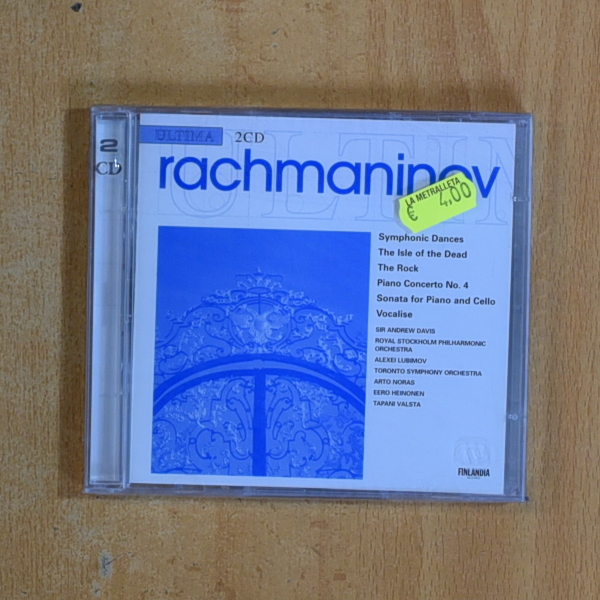 2
CD
ULTIMA 2CD
rachmaninov
LA METRALLETA
€ 4,00
Symphonic Dances
The Isle of the Dead
The Rock
Piano Concerto No. 4
Sonata for Piano and Cello
Vocalise
SIR ANDREW DAVIS
ROYAL STOCKHOLM PHILHARMONIC
ORCHESTRA
ALEXEI LUBIMOV
TORONTO SYMPHONY ORCHESTRA
ARTO NORAS
EERO HEINONEN
TAPANI VALSTA
FINLANDIA